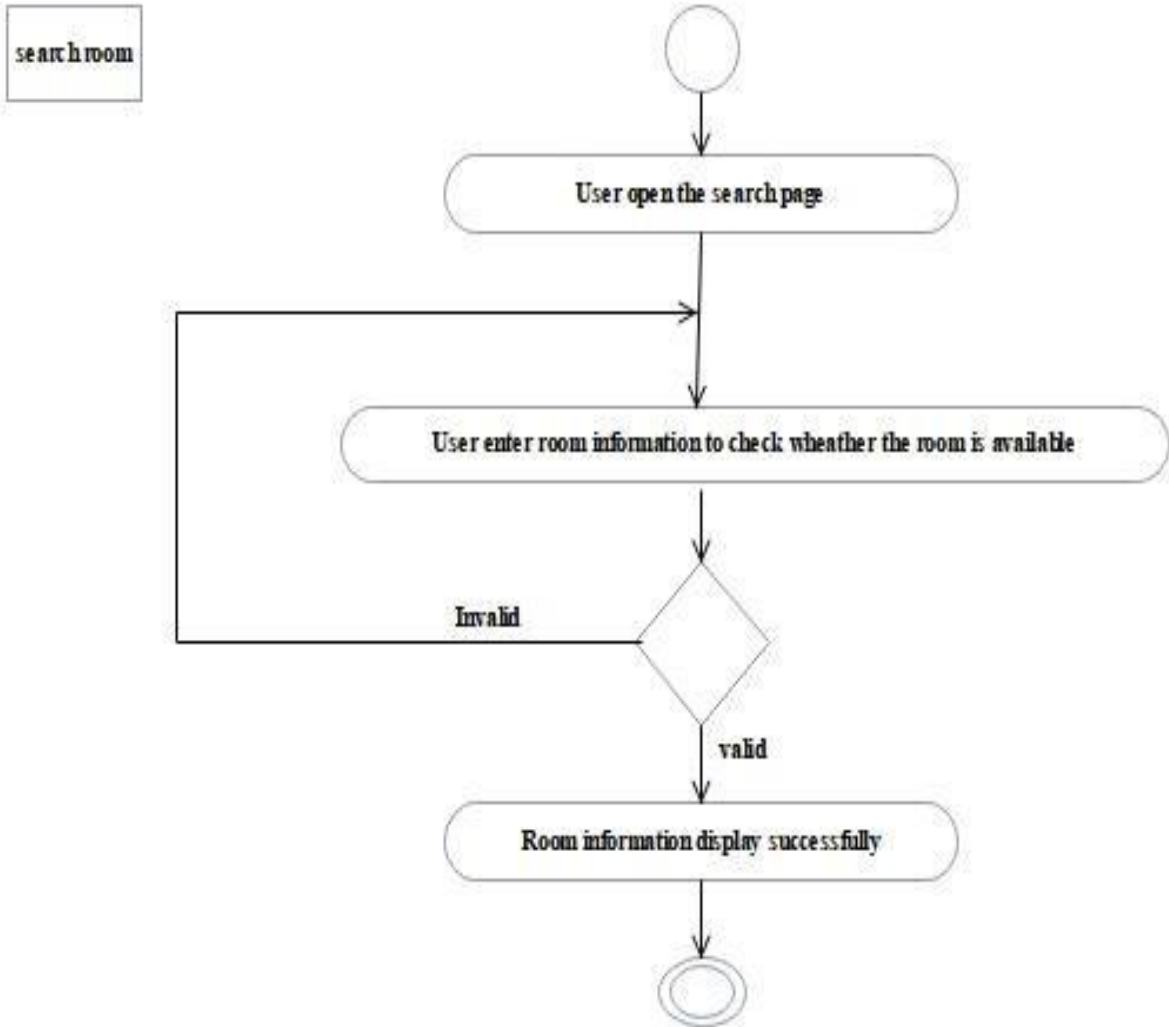 search room
User open the search page
User enter room information to check wheather the room is available
Invalid
valid
Room information display successfully